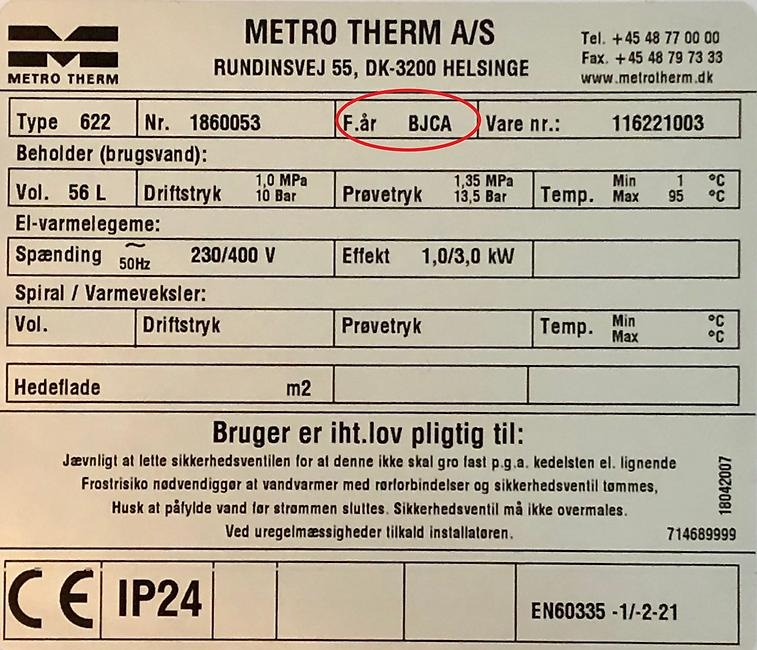 METRO THERM A/S
RUNDINSVEJ 55, DK-3200 HELSINGE
METRO THERM
Tel. +45 48 77 00 00
Fax. +45 48 79 73 33
www.metrotherm.dk
Type 622 Nr. 1860053 F.år BJCA Vare nr.: 116221003
Beholder (brugsvand):
Vol. 56 L Driftstryk 1,0 MPa 10 Bar Prøvetryk 1,35 MPa 13,5 Bar Temp. Min 1 °C Max 95 °C
El-varmelegeme:
Spænding 50Hz 230/400 V Effekt 1,0/3,0 kW
Spiral / Varmeveksler:
Vol. Driftstryk Prøvetryk Temp. Min °C Max °C
Hedeflade m2
Bruger er iht.lov pligtig til:
Jævnligt at lette sikkerhedsventilen for at denne ikke skal gro fast p.g.a. kedelsten el. lignende
Frostrisiko nødvendiggør at vandvarmer med rørforbindelser og sikkerhedsventil tømmes,
Husk at påfylde vand før strømmen sluttes. Sikkerhedsventil må ikke overmales.
Ved uregelmæssigheder tilkald installatøren.
18042007
714689999
CE IP24 EN60335 -1/-2-21